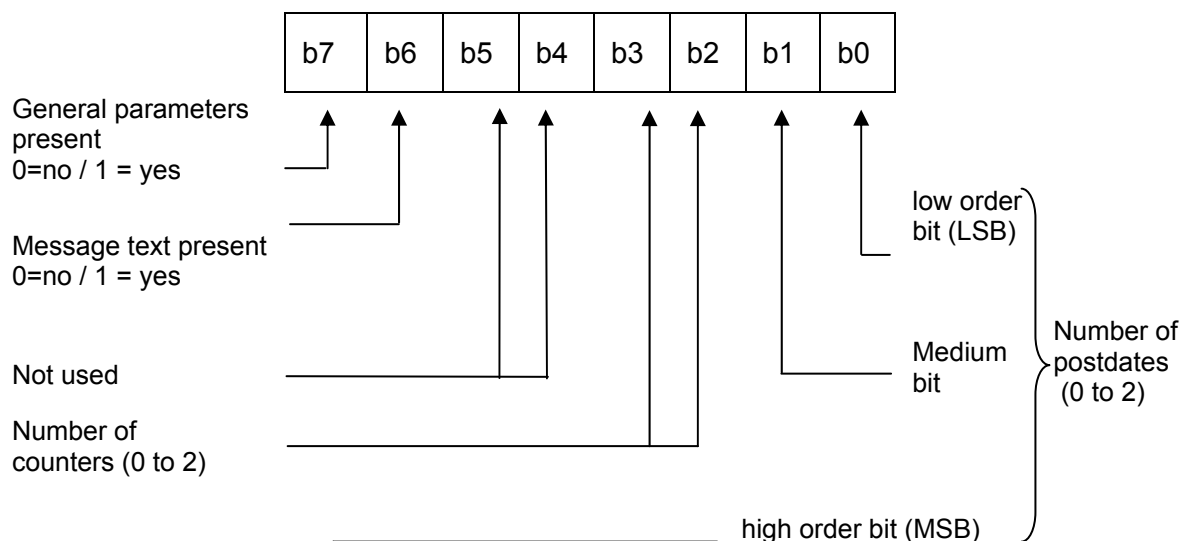 b7 b6 b5 b4 b3 b2 b1 b0
General parameters
present
0=no / 1 = yes
Message text present
0=no / 1 = yes
Not used
Number of
counters (0 to 2)
low order
bit (LSB)
Medium
bit
high order bit (MSB)
Number of
postdates
(0 to 2)